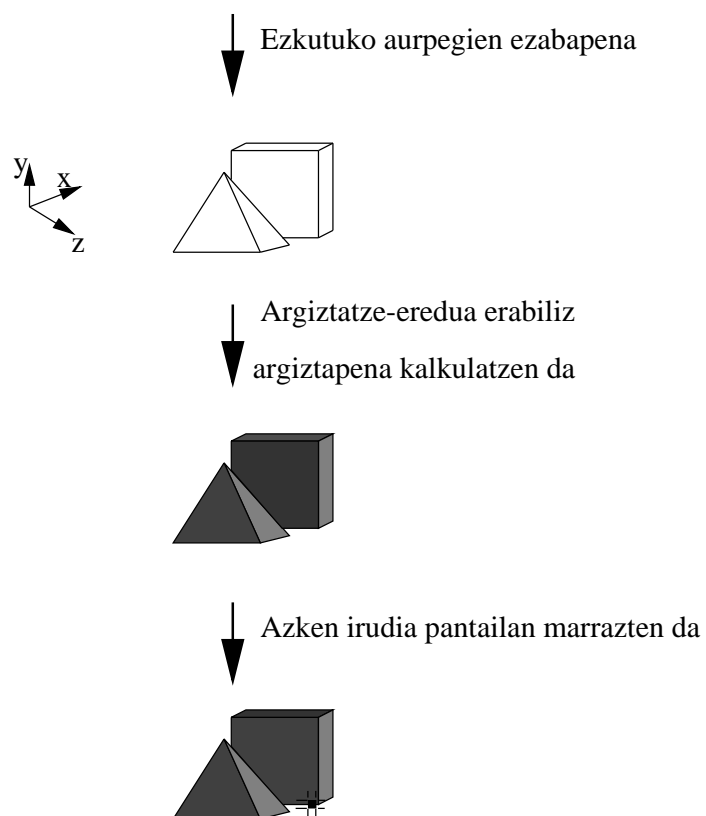 Ezkutuko aurpegien ezabapena
y
x
z
Argiztatze-eredua erabiliz
argiztapena kalkulatzen da
Azken irudia pantailan marrazten da